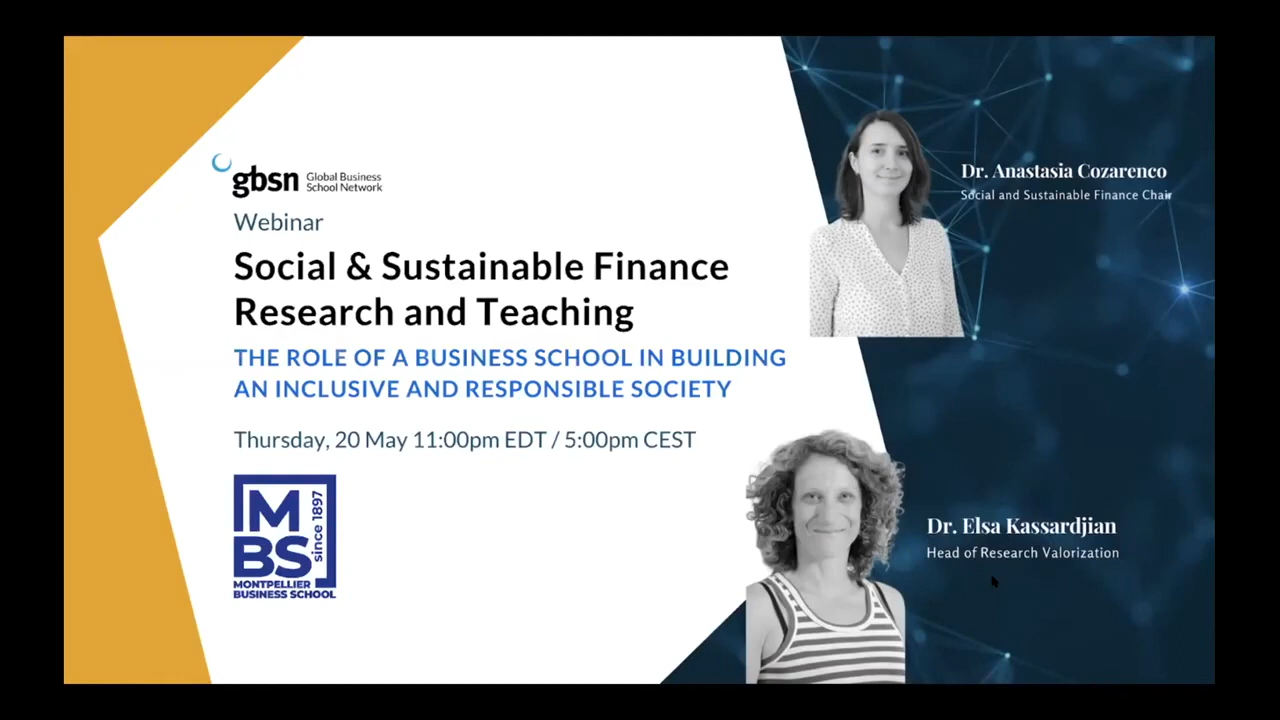 gbsn Global Business
School Network
Webinar
Social & Sustainable Finance
Research and Teaching
THE ROLE OF A BUSINESS SCHOOL IN BUILDING
AN INCLUSIVE AND RESPONSIBLE SOCIETY
Thursday, 20 May 11:00pm EDT / 5:00pm CEST
MBS since 1897
MONTPELLIER
BUSINESS SCHOOL
Dr. Anastasia Cozarenco
Social and Sustainable Finance Chair
Dr. Elsa Kassardjian
Head of Research Valorization